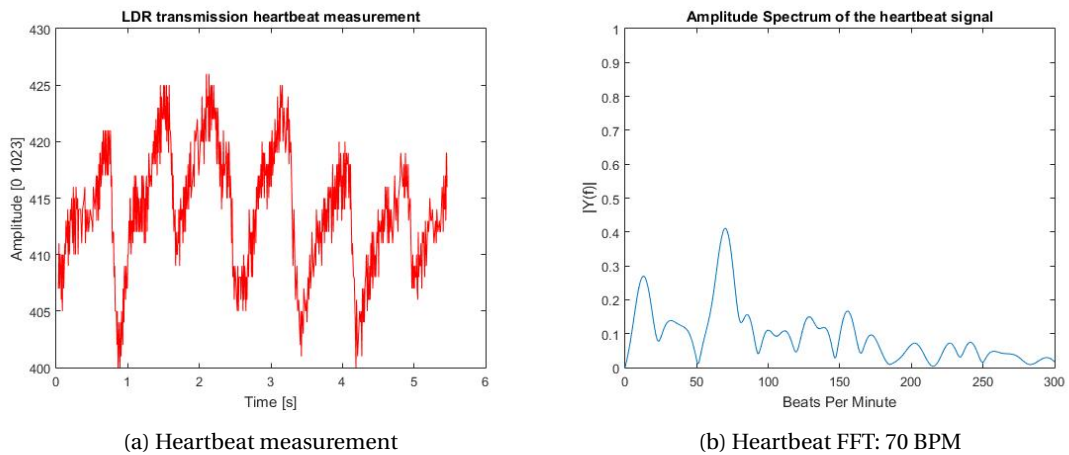 LDR transmission heartbeat measurement
430
425
420
415
410
405
400
Amplitude [0 1023]
0 1 2 3 4 5 6
Time [s]
(a) Heartbeat measurement
Amplitude Spectrum of the heartbeat signal
1
0.9
0.8
0.7
0.6
0.5
0.4
0.3
0.2
0.1
0
|Y(f)|
0 50 100 150 200 250 300
Beats Per Minute
(b) Heartbeat FFT: 70 BPM